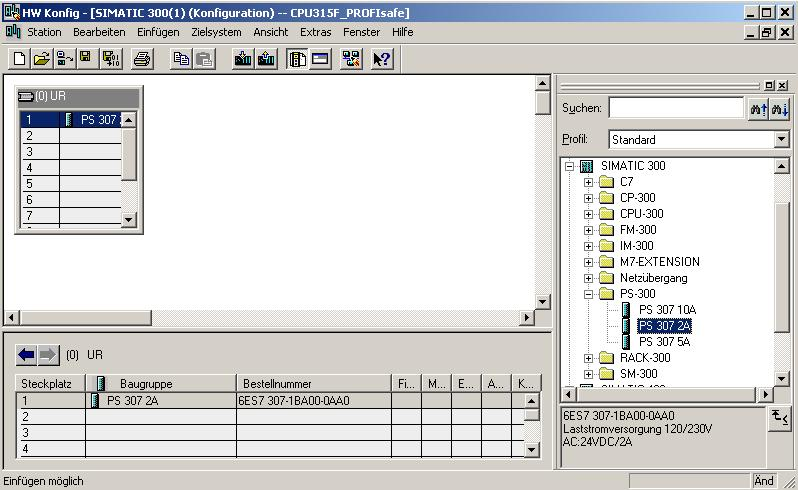 HW Konfig - [SIMATIC 300(1) (Konfiguration) -- CPU315F_PROFIsafe]
Station Bearbeiten Einfügen Zielsystem Ansicht Extras Fenster Hilfe
(0) UR
1 PS 307
2
3
4
5
6
7
Suchen:
Profil: Standard
SIMATIC 300
C7
CP-300
CPU-300
FM-300
IM-300
M7-EXTENSION
Netzübergang
PS-300
PS 307 10A
PS 307 2A
PS 307 5A
RACK-300
SM-300
6ES7 307-1BA00-0AA0
Laststromversorgung 120/230V
AC:24VDC/2A
(0) UR
Steckplatz Baugruppe Bestellnummer Fi... M... E... A... K...
1 PS 307 2A 6ES7 307-1BA00-0AA0
2
3
4
Einfügen möglich
Änd